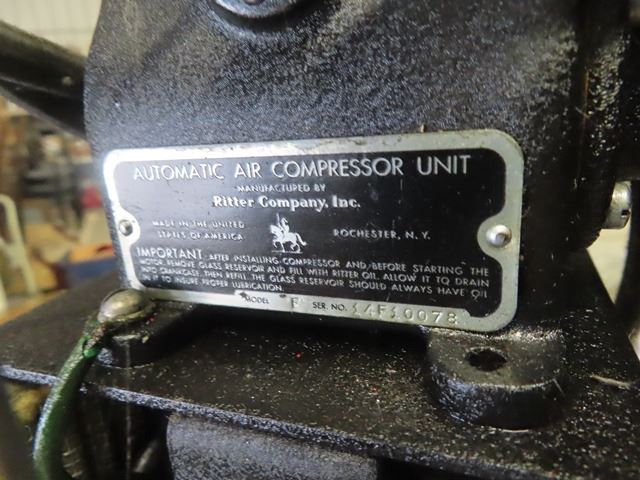 AUTOMATIC AIR COMPRESSOR UNIT
MANUFACTURED BY
Ritter Company, Inc.
MADE IN THE UNITED
STATES OF AMERICA
ROCHESTER, N. Y.
IMPORTANT: AFTER INSTALLING COMPRESSOR AND BEFORE STARTING THE
MOTOR, REMOVE GLASS RESERVOIR AND FILL WITH RITTER OIL. ALLOW IT TO DRAIN
INTO CRANKCASE, THEN REFILL. THE GLASS RESERVOIR SHOULD ALWAYS HAVE OIL
IN IT TO INSURE PROPER LUBRICATION.
MODEL F SER. NO. 14F10078